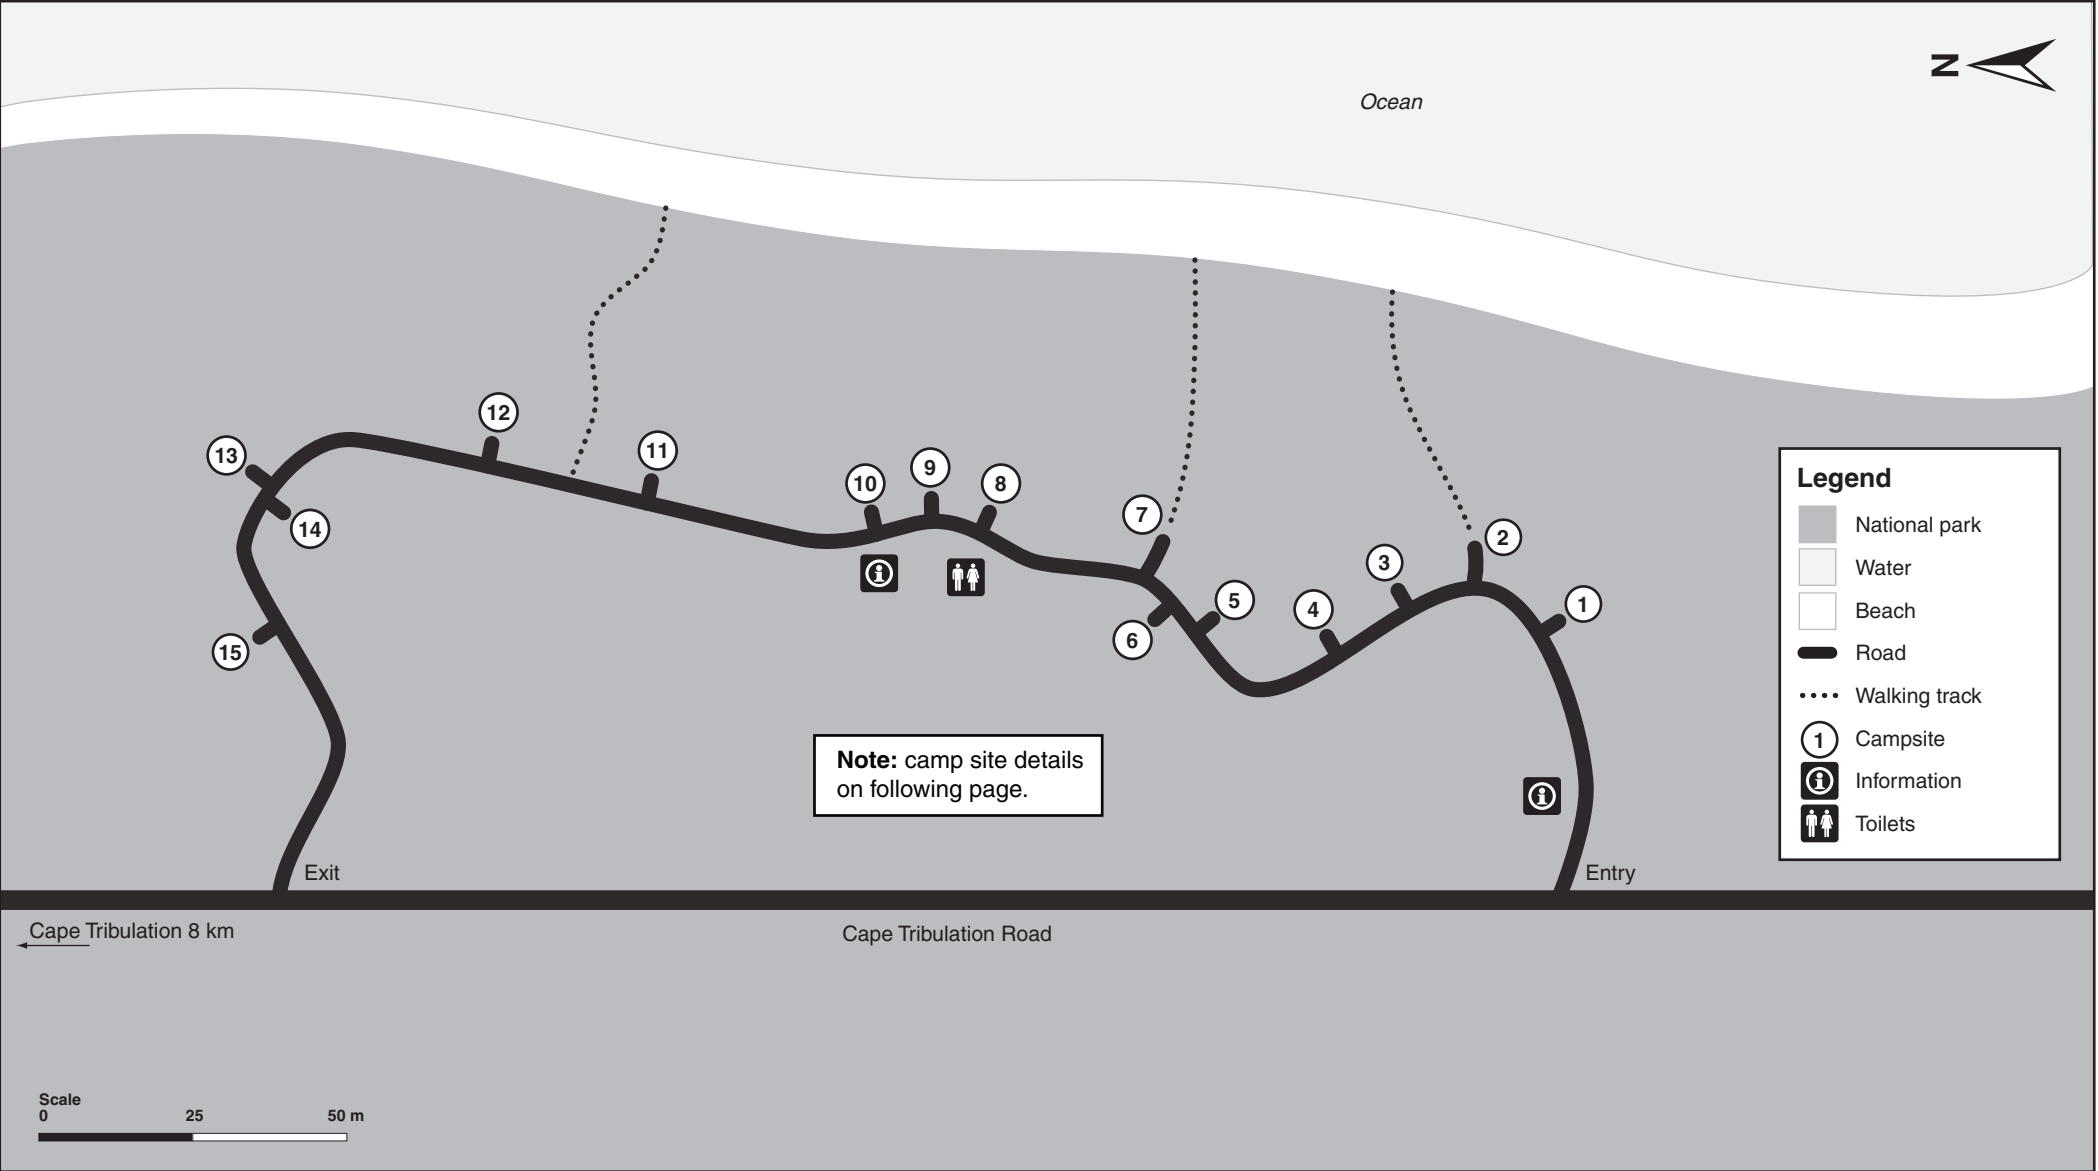 N
Ocean
12
13
11
9
10
8
14
7
2
3
5
1
4
6
15
Legend
National park
Water
Beach
Road
Walking track
1 Campsite
i Information
Toilets
i
i
Note: camp site details
on following page.
Exit
Entry
Cape Tribulation 8 km
Cape Tribulation Road
Scale
0 25 50 m